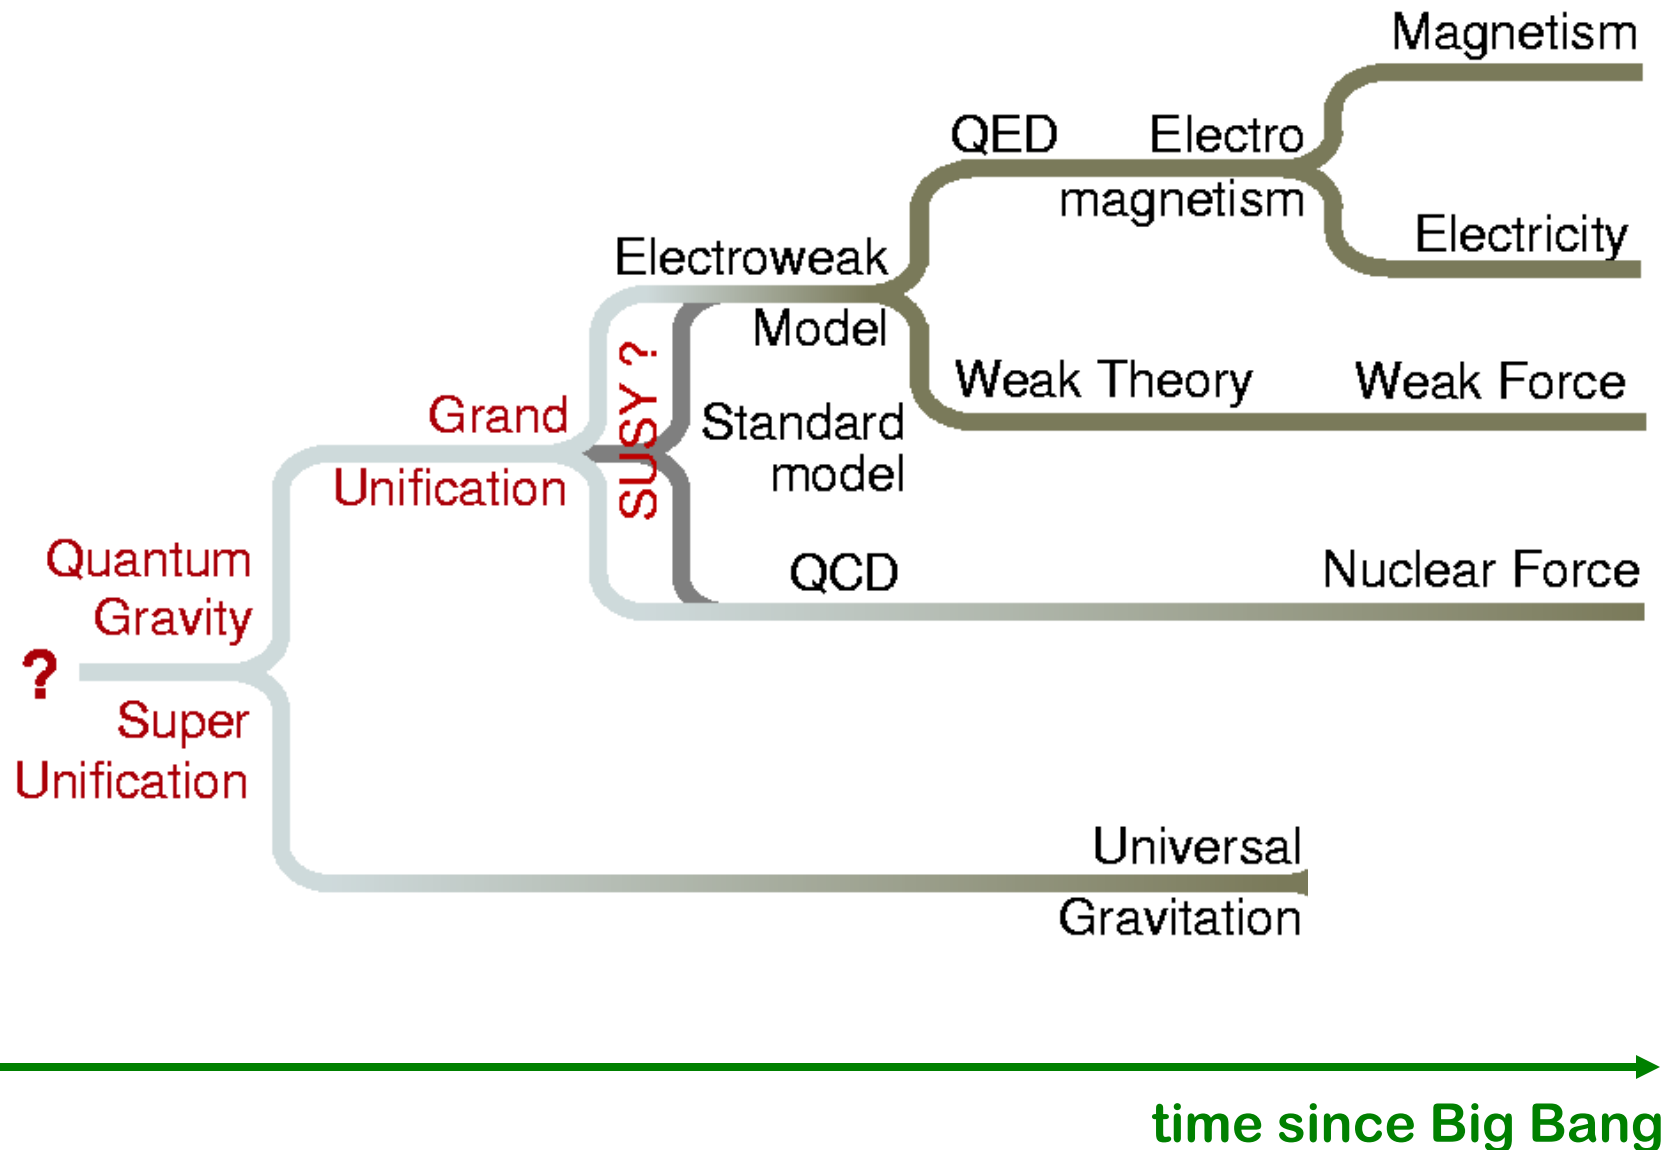 Magnetism
QED Electro
magnetism
Electricity
Electroweak
Model
Weak Theory Weak Force
Grand
Unification
SUSY ?
Standard
model
QCD Nuclear Force
Quantum
Gravity
?
Super
Unification
Universal
Gravitation
time since Big Bang